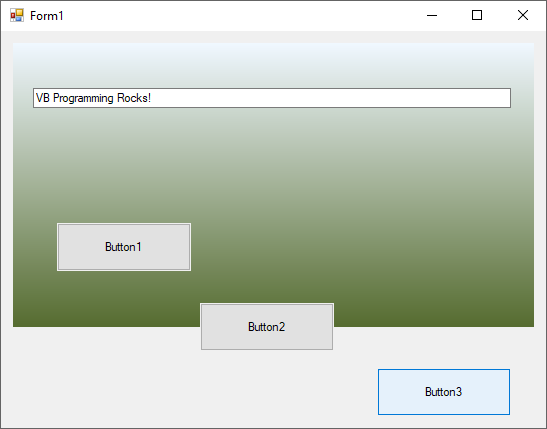 Form1
VB Programming Rocks!
Button1
Button2
Button3